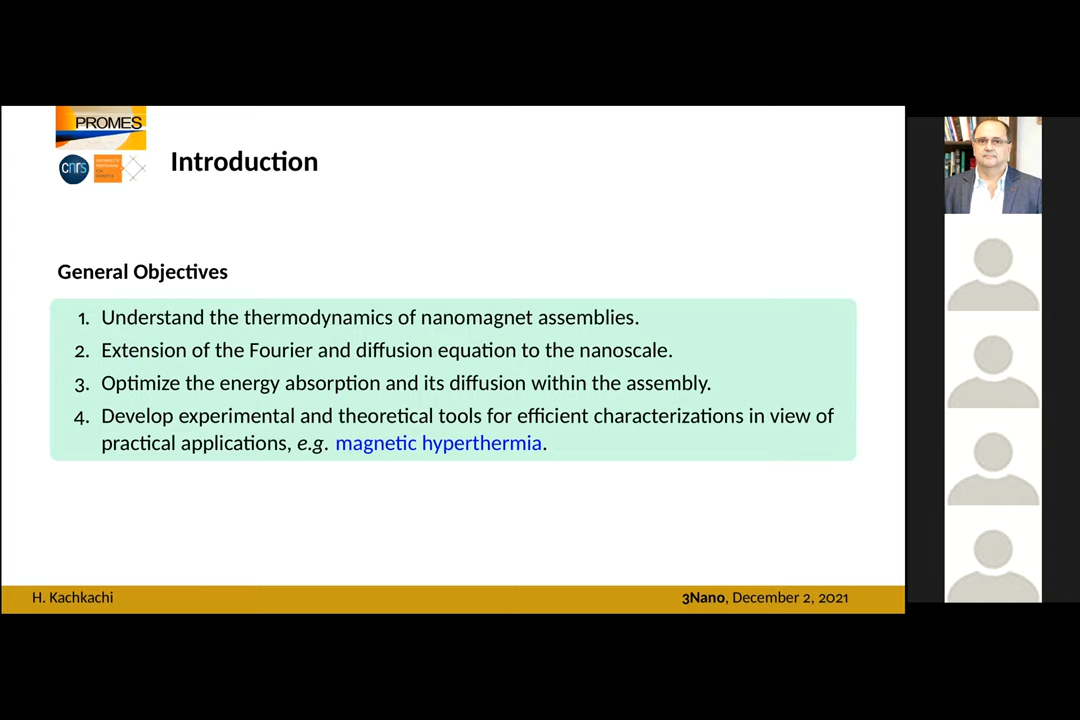 PROMES
cnrs
Introduction
General Objectives
1. Understand the thermodynamics of nanomagnet assemblies.
2. Extension of the Fourier and diffusion equation to the nanoscale.
3. Optimize the energy absorption and its diffusion within the assembly.
4. Develop experimental and theoretical tools for efficient characterizations in view of
practical applications, e.g. magnetic hyperthermia.
H. Kachkachi
3Nano, December 2, 2021